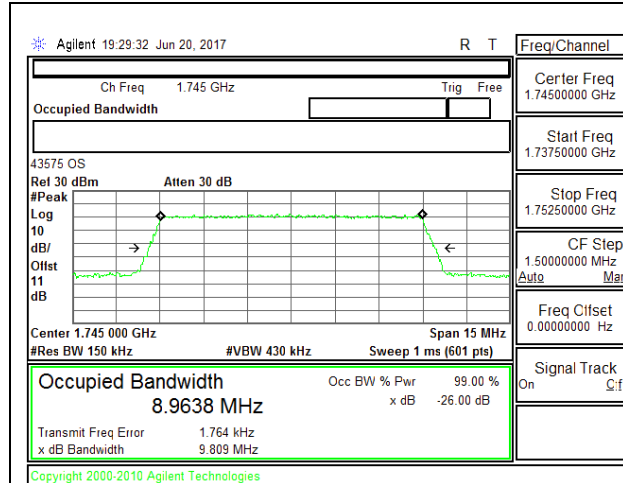 Agilent 19:29:32 Jun 20, 2017 R T
Freq/Channel
Ch Freq 1.745 GHz Trig Free
Occupied Bandwidth
Center Freq
1.74500000 GHz
Start Freq
1.73750000 GHz
Stop Freq
1.75250000 GHz
CF Step
1.50000000 MHz
Auto Man
Freq Offset
0.00000000 Hz
Signal Track
On
43575 OS
Ref 30 dBm Atten 30 dB
#Peak
Log
10
dB/
Offst
11
dB
Center 1.745 000 GHz Span 15 MHz
#Res BW 150 kHz #VBW 430 kHz Sweep 1 ms (601 pts)
Occupied Bandwidth
8.9638 MHz
Occ BW % Pwr 99.00 %
x dB -26.00 dB
Transmit Freq Error 1.764 kHz
x dB Bandwidth 9.809 MHz
Copyright 2000-2010 Agilent Technologies